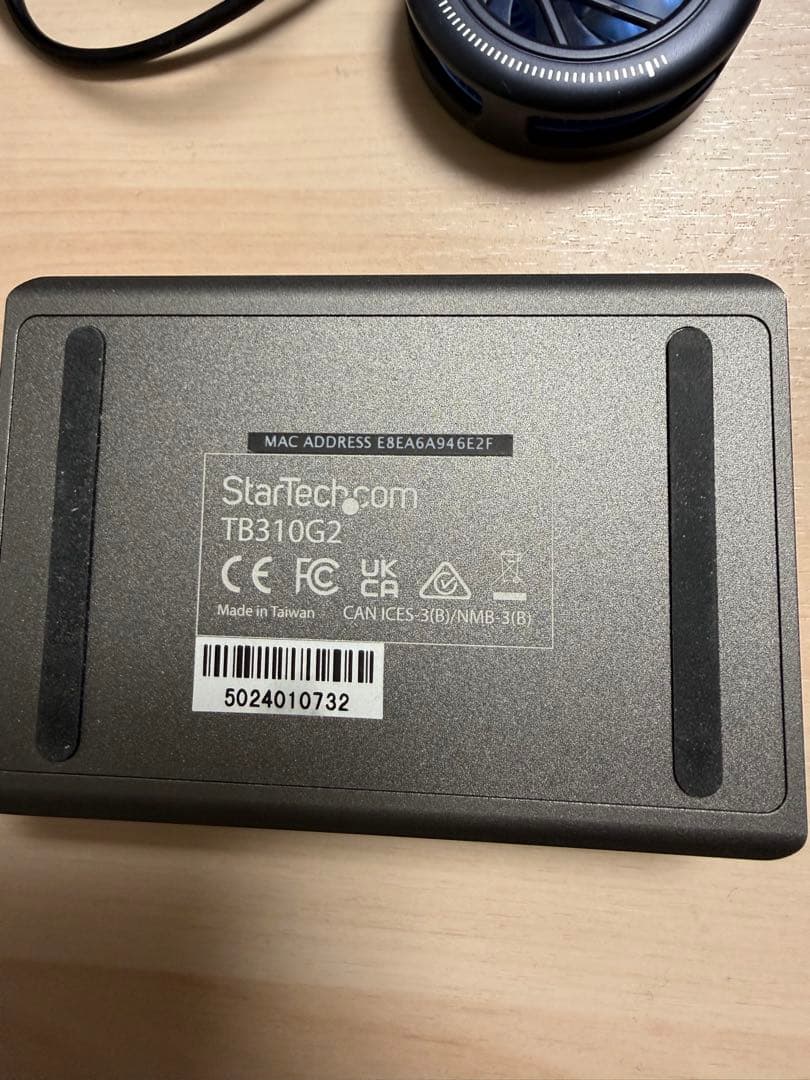 MAC ADDRESS E8EA6A946E2F
StarTech.com
TB310G2
CE FC UK CA
Made in Taiwan CAN ICES-3(B)/NMB-3(B)
5024010732